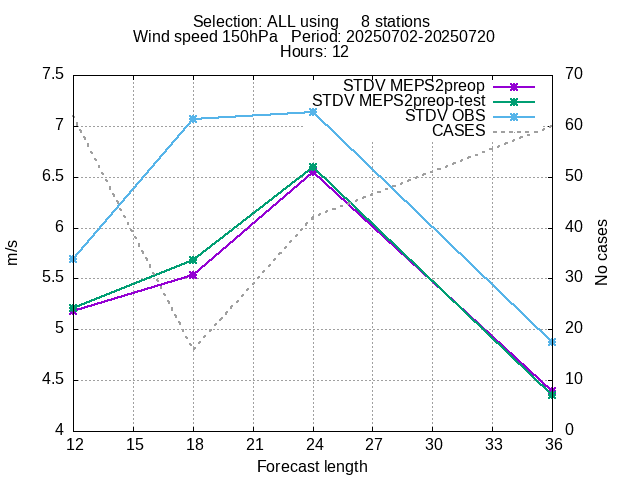 Selection: ALL using     8 stations
Wind speed 150hPa   Period: 20250702-20250720
Hours: 12
7.5
7
6.5
6
5.5
5
4.5
4
m/s
STDV MEPS2preop
STDV MEPS2preop-test
STDV OBS
CASES
70
60
50
40
30
20
10
0
No cases
12 15 18 21 24 27 30 33 36
Forecast length